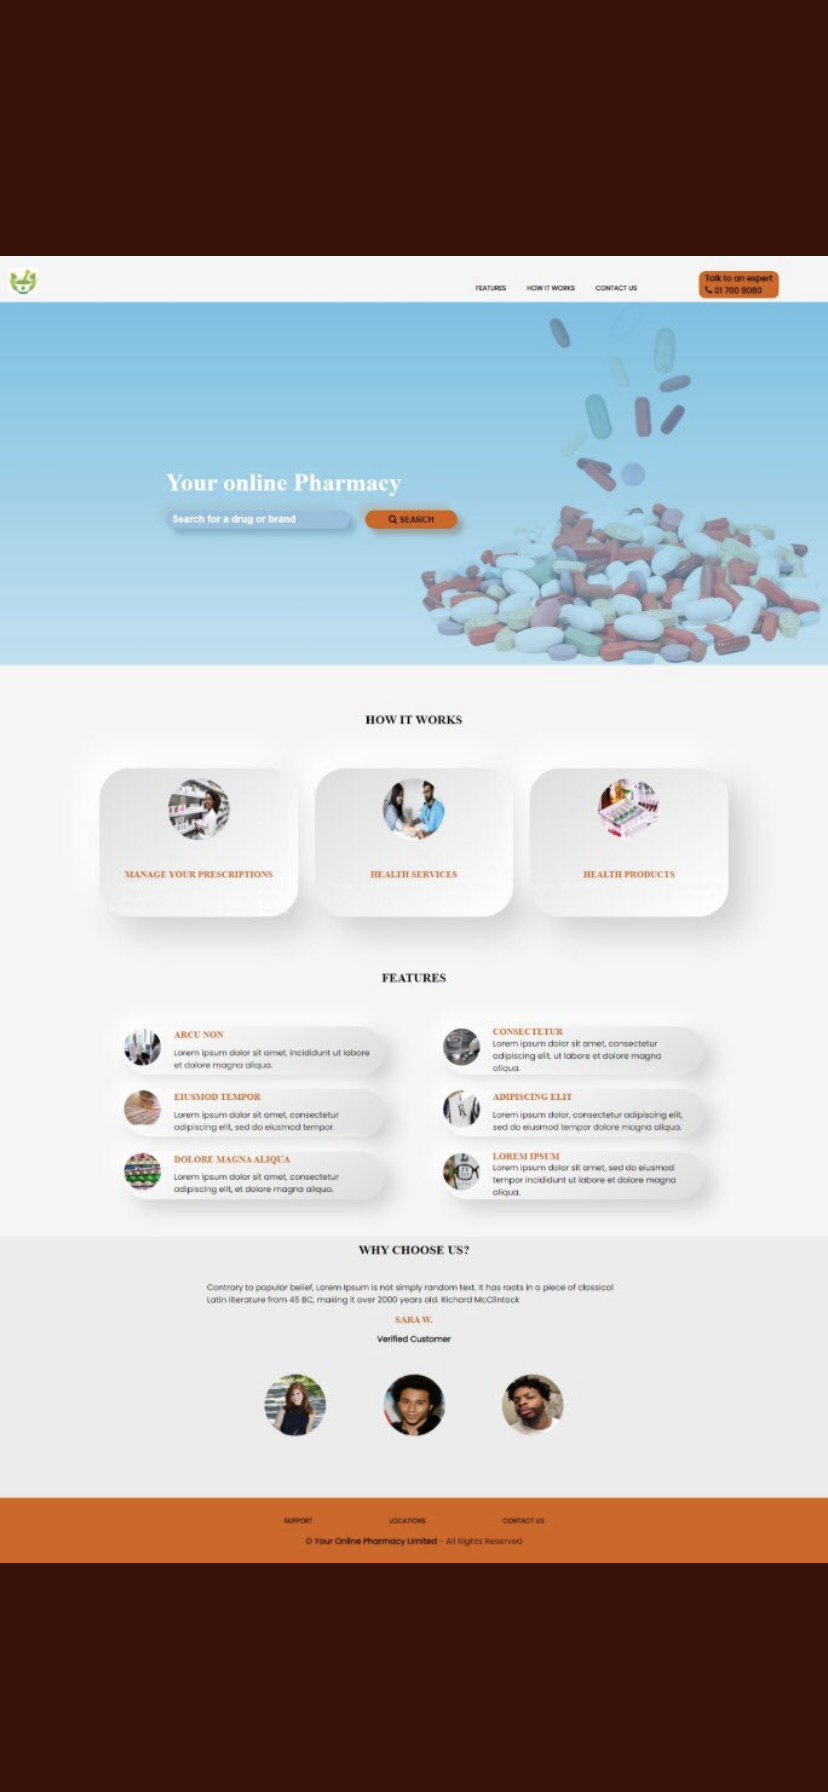 FEATURES HOW IT WORKS CONTACT US
Talk to an expert
01 700 8080
Your online Pharmacy
Search for a drug or brand SEARCH
HOW IT WORKS
MANAGE YOUR PRESCRIPTIONS
HEALTH SERVICES
HEALTH PRODUCTS
FEATURES
ARCU NON
Lorem ipsum dolor sit amet, incididunt ut labore
et dolore magna aliqua.
CONSECTETUR
Lorem ipsum dolor sit amet, consectetur
adipiscing elit, ut labore et dolore magna
aliqua.
EIUSMOD TEMPOR
Lorem ipsum dolor sit amet, consectetur
adipiscing elit, sed do eiusmod tempor.
ADIPISCING ELIT
Lorem ipsum dolor, consectetur adipiscing elit,
sed do eiusmod tempor dolore magna aliqua.
DOLORE MAGNA ALIQUA
Lorem ipsum dolor sit amet, consectetur
adipiscing elit, et dolore magna aliqua.
LOREM IPSUM
Lorem ipsum dolor sit amet, sed do eiusmod
tempor incididunt ut labore et dolore magna
aliqua.
WHY CHOOSE US?
Contrary to popular belief, Lorem Ipsum is not simply random text. It has roots in a piece of classical
Latin literature from 45 BC, making it over 2000 years old. Richard McClintock
SARA W.
Verified Customer
SUPPORT LOCATIONS CONTACT US
© Your Online Pharmacy Limited - All Rights Reserved